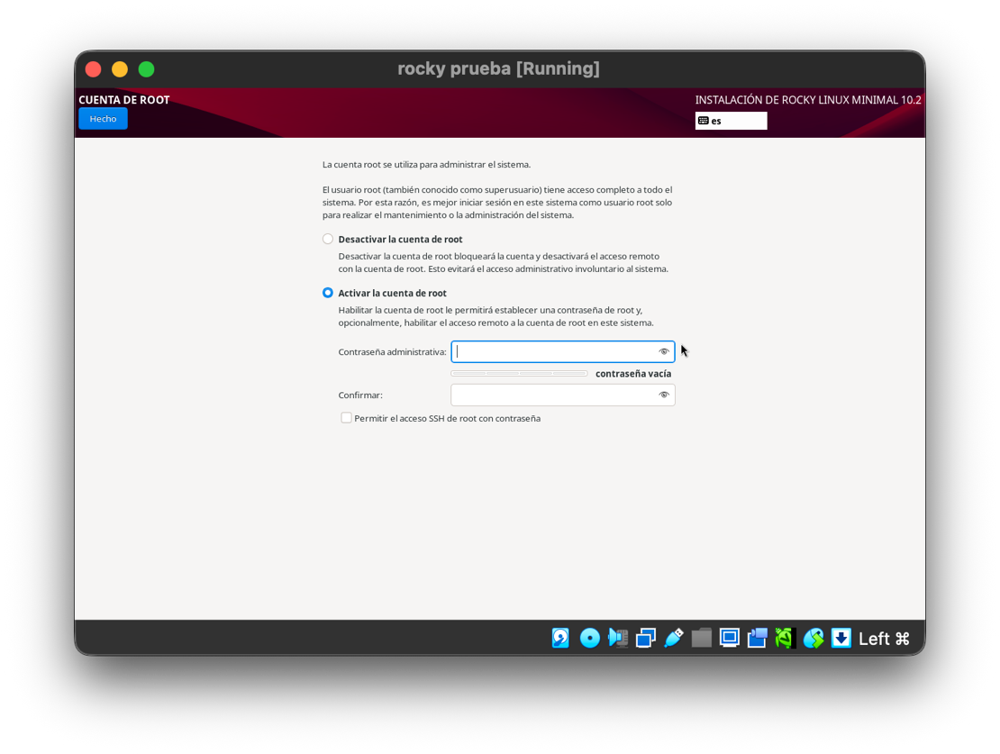 rocky prueba [Running]
CUENTA DE ROOT
INSTALACIÓN DE ROCKY LINUX MINIMAL 10.2
Hecho
es
La cuenta root se utiliza para administrar el sistema.
El usuario root (también conocido como superusuario) tiene acceso completo a todo el
sistema. Por esta razón, es mejor iniciar sesión en este sistema como usuario root solo
para realizar el mantenimiento o la administración del sistema.
Desactivar la cuenta de root
Desactivar la cuenta de root bloqueará la cuenta y desactivará el acceso remoto
con la cuenta de root. Esto evitará el acceso administrativo involuntario al sistema.
Activar la cuenta de root
Habilitar la cuenta de root le permitirá establecer una contraseña de root y,
opcionalmente, habilitar el acceso remoto a la cuenta de root en este sistema.
Contraseña administrativa:
contraseña vacía
Confirmar:
Permitir el acceso SSH de root con contraseña
Left ⌘